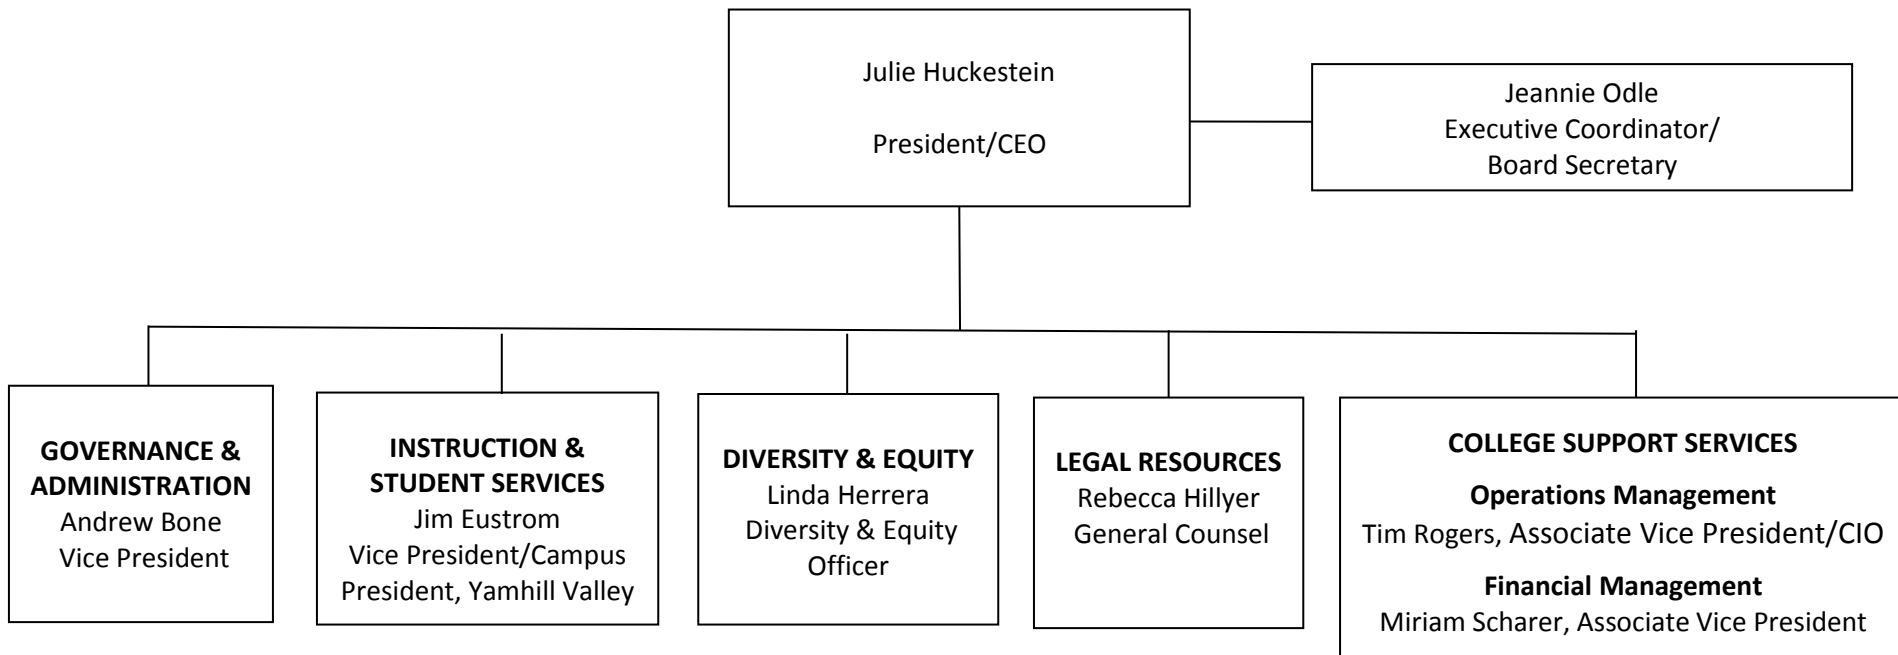 Julie Huckestein
President/CEO
Jeannie Odle
Executive Coordinator/
Board Secretary
GOVERNANCE &
ADMINISTRATION
Andrew Bone
Vice President
INSTRUCTION &
STUDENT SERVICES
Jim Eustrom
Vice President/Campus
President, Yamhill Valley
DIVERSITY & EQUITY
Linda Herrera
Diversity & Equity
Officer
LEGAL RESOURCES
Rebecca Hillyer
General Counsel
COLLEGE SUPPORT SERVICES
Operations Management
Tim Rogers, Associate Vice President/CIO
Financial Management
Miriam Scharer, Associate Vice President